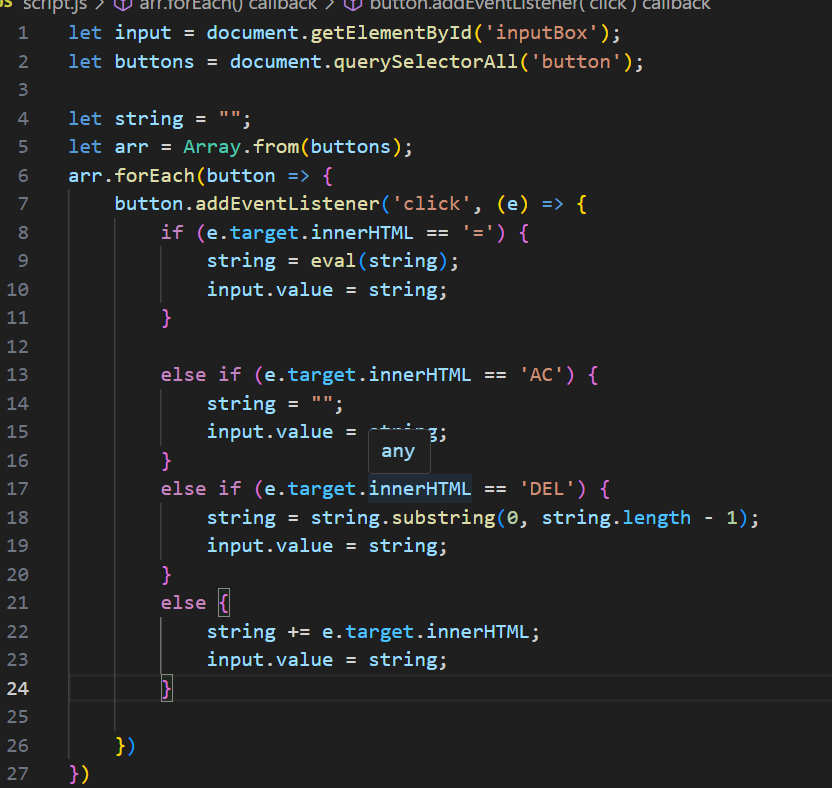 JS script.js > arr.forEach() callback > button.addEventListener('click') callback
1 let input = document.getElementById('inputBox');
2 let buttons = document.querySelectorAll('button');
3
4 let string = "";
5 let arr = Array.from(buttons);
6 arr.forEach(button => {
7     button.addEventListener('click', (e) => {
8         if (e.target.innerHTML == '=') {
9             string = eval(string);
10             input.value = string;
11         }
12
13         else if (e.target.innerHTML == 'AC') {
14             string = "";
15             input.value = string;
any
16         }
17         else if (e.target.innerHTML == 'DEL') {
18             string = string.substring(0, string.length - 1);
19             input.value = string;
20         }
21         else {
22             string += e.target.innerHTML;
23             input.value = string;
24         }
25
26     })
27 })